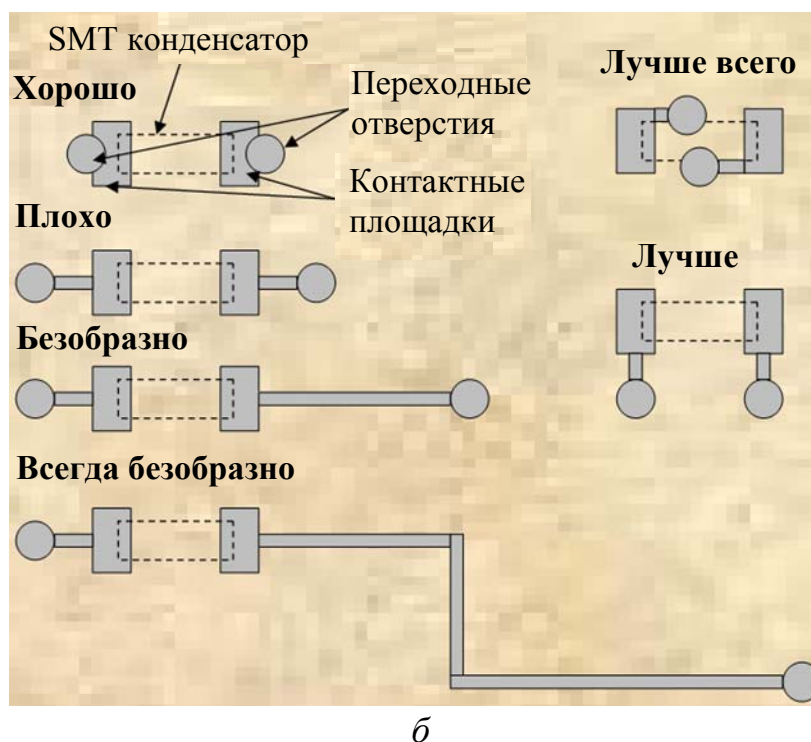 SMT конденсатор
Хорошо
Переходные
отверстия
Контактные
площадки
Плохо
Безобразно
Всегда безобразно
Лучше всего
Лучше
б